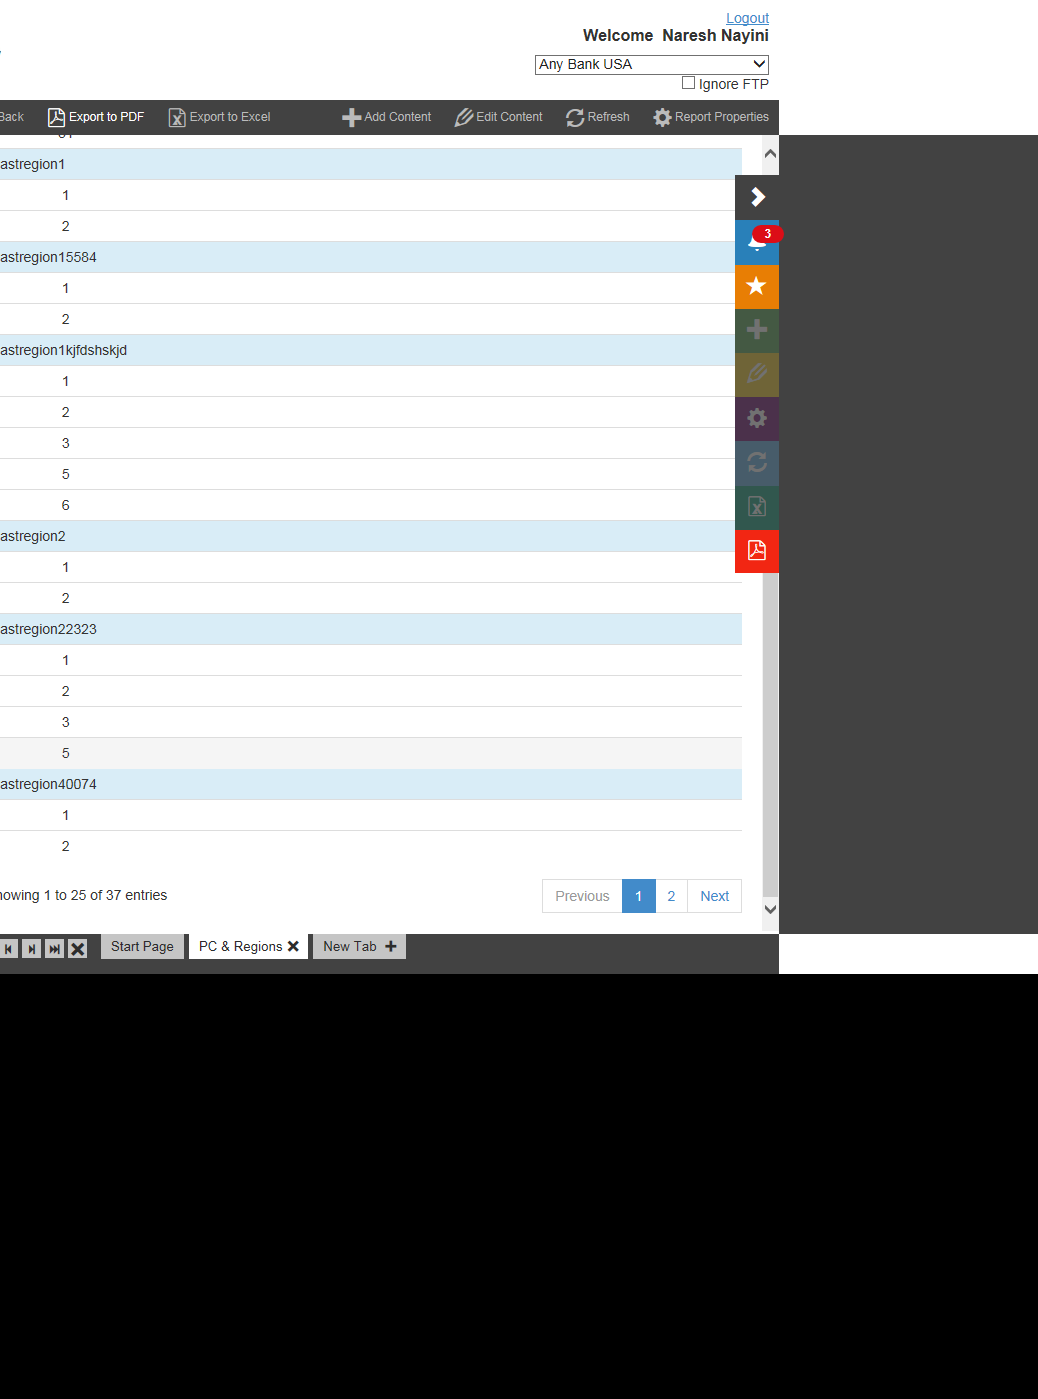 Logout
Welcome Naresh Nayini
Any Bank USA
Ignore FTP
Back Export to PDF Export to Excel Add Content Edit Content Refresh Report Properties
astregion1
1
2
3
astregion15584
1
2
astregion1kjfdshskjd
1
2
3
5
6
astregion2
1
2
astregion22323
1
2
3
5
astregion40074
1
2
howing 1 to 25 of 37 entries
Previous 1 2 Next
Start Page PC & Regions New Tab